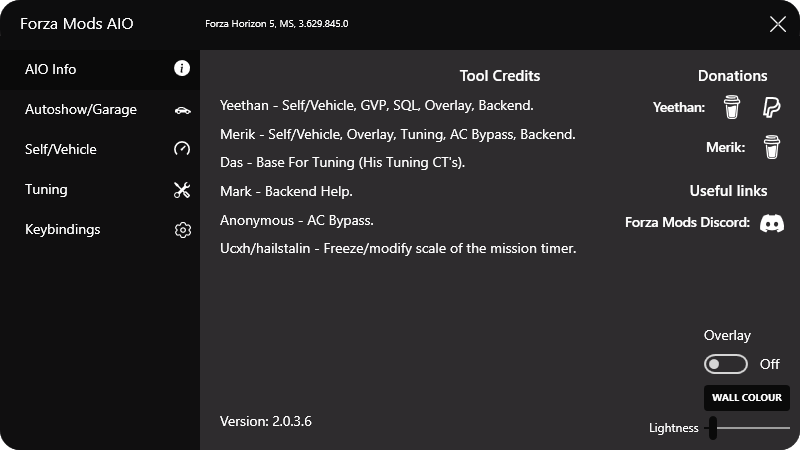 Forza Mods AIO
Forza Horizon 5, MS, 3.629.845.0
AIO Info
Autoshow/Garage
Self/Vehicle
Tuning
Keybindings
Tool Credits
Yeethan - Self/Vehicle, GVP, SQL, Overlay, Backend.
Merik - Self/Vehicle, Overlay, Tuning, AC Bypass, Backend.
Das - Base For Tuning (His Tuning CT's).
Mark - Backend Help.
Anonymous - AC Bypass.
Ucxh/hailstalin - Freeze/modify scale of the mission timer.
Version: 2.0.3.6
Donations
Yeethan:
Merik:
Useful links
Forza Mods Discord:
Overlay
Off
WALL COLOUR
Lightness